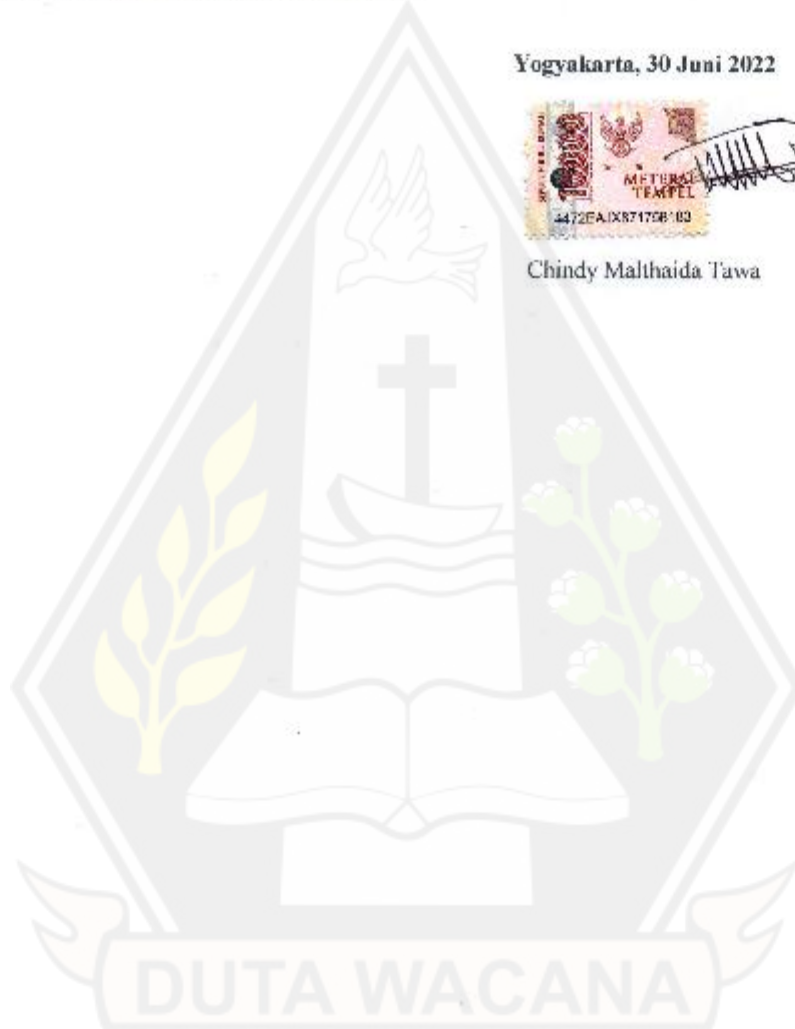 Yogyakarta, 30 Juni 2022
METERAI
TEMPEL
Chindy Malthaida Tawa
DUTA WACANA